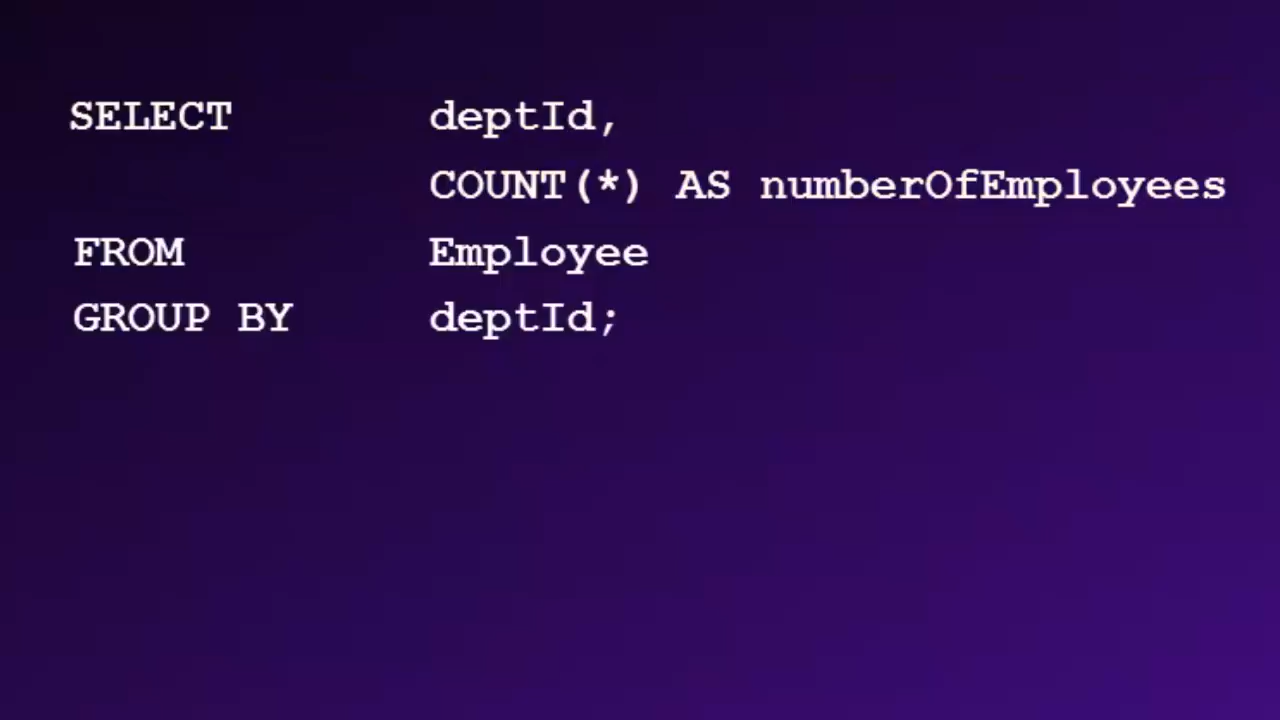 SELECT deptId,
COUNT(*) AS numberOfEmployees
FROM Employee
GROUP BY deptId;